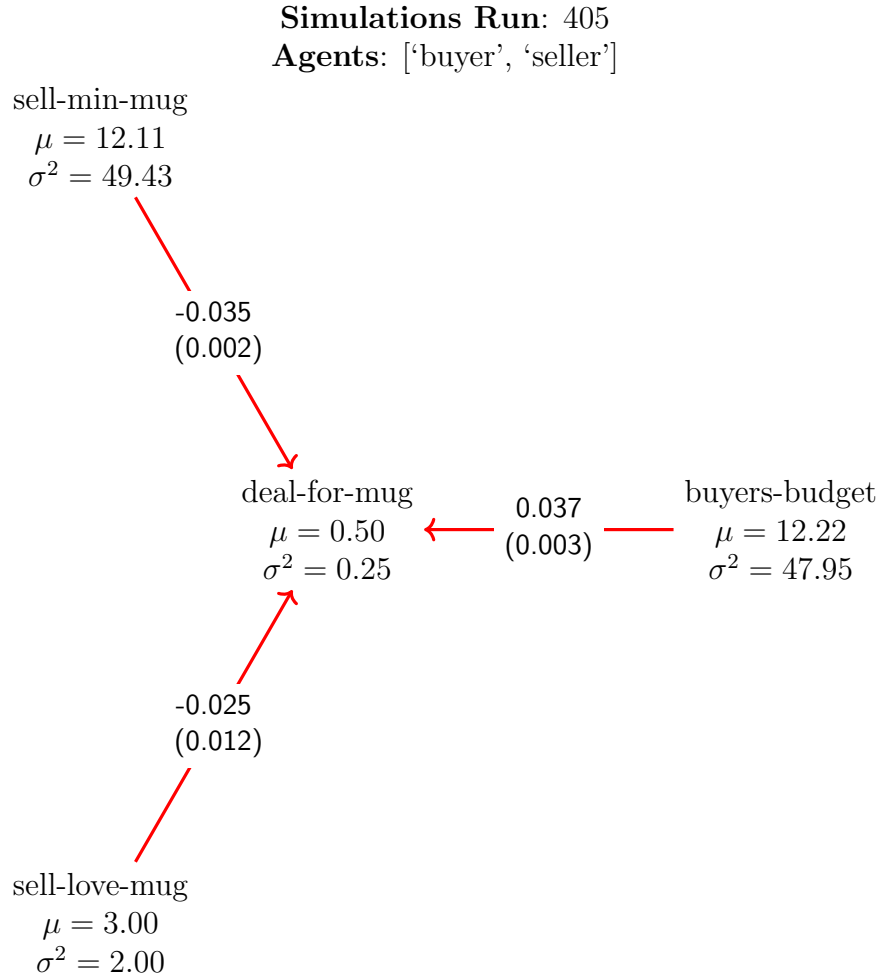 Simulations Run: 405
Agents: [‘buyer’, ‘seller’]
sell-min-mug
μ = 12.11
σ² = 49.43
-0.035
(0.002)
deal-for-mug
μ = 0.50
σ² = 0.25
0.037
(0.003)
buyers-budget
μ = 12.22
σ² = 47.95
-0.025
(0.012)
sell-love-mug
μ = 3.00
σ² = 2.00